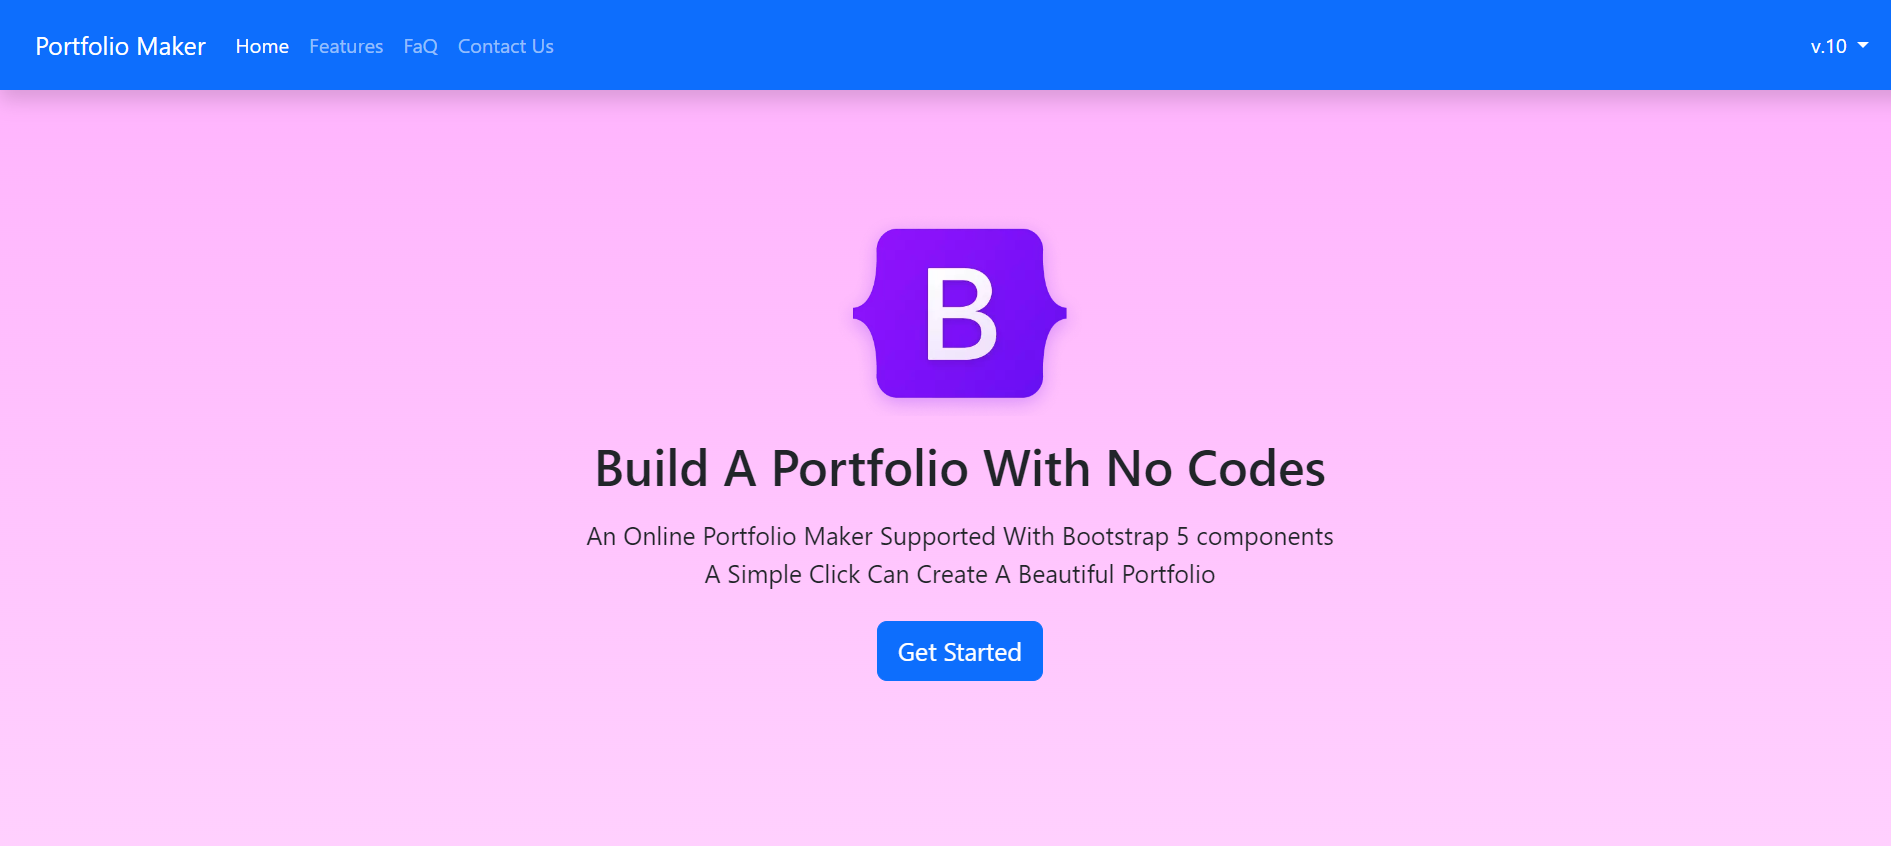 Portfolio Maker Home Features FaQ Contact Us v.10
B
Build A Portfolio With No Codes
An Online Portfolio Maker Supported With Bootstrap 5 components
A Simple Click Can Create A Beautiful Portfolio
Get Started